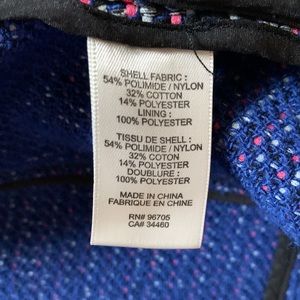 SHELL FABRIC :
54% POLIMIDE / NYLON
32% COTTON
14% POLYESTER
LINING :
100% POLYESTER
TISSU DE SHELL :
54% POLIMIDE / NYLON
32% COTTON
14% POLYESTER
DOUBLURE :
100% POLYESTER
MADE IN CHINA
FABRIQUE EN CHINE
RN# 96705
CA# 34460